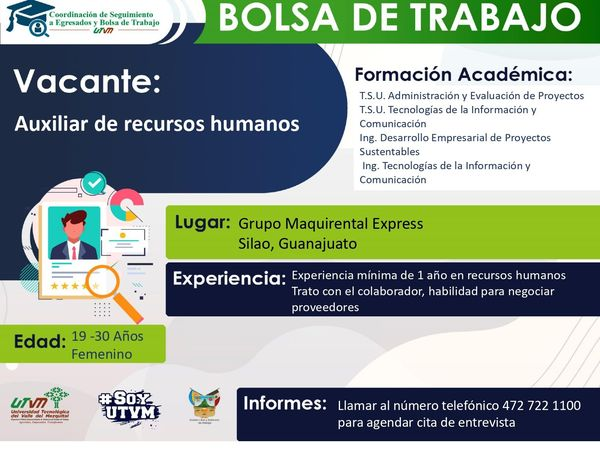 Coordinación de Seguimiento
a Egresados y Bolsa de Trabajo
UTVM
BOLSA DE TRABAJO
Vacante:
Auxiliar de recursos humanos
Formación Académica:
T.S.U. Administración y Evaluación de Proyectos
T.S.U. Tecnologías de la Información y
Comunicación
Ing. Desarrollo Empresarial de Proyectos
Sustentables
Ing. Tecnologías de la Información y
Comunicación
Lugar: Grupo Maquirental Express
Silao, Guanajuato
Experiencia: Experiencia mínima de 1 año en recursos humanos
Trato con el colaborador, habilidad para negociar
proveedores
Edad: 19 -30 Años
Femenino
UTVM
Universidad Tecnológica
del Valle del Mezquital
#SOY
UTVM
Informes: Llamar al número telefónico 472 722 1100
para agendar cita de entrevista